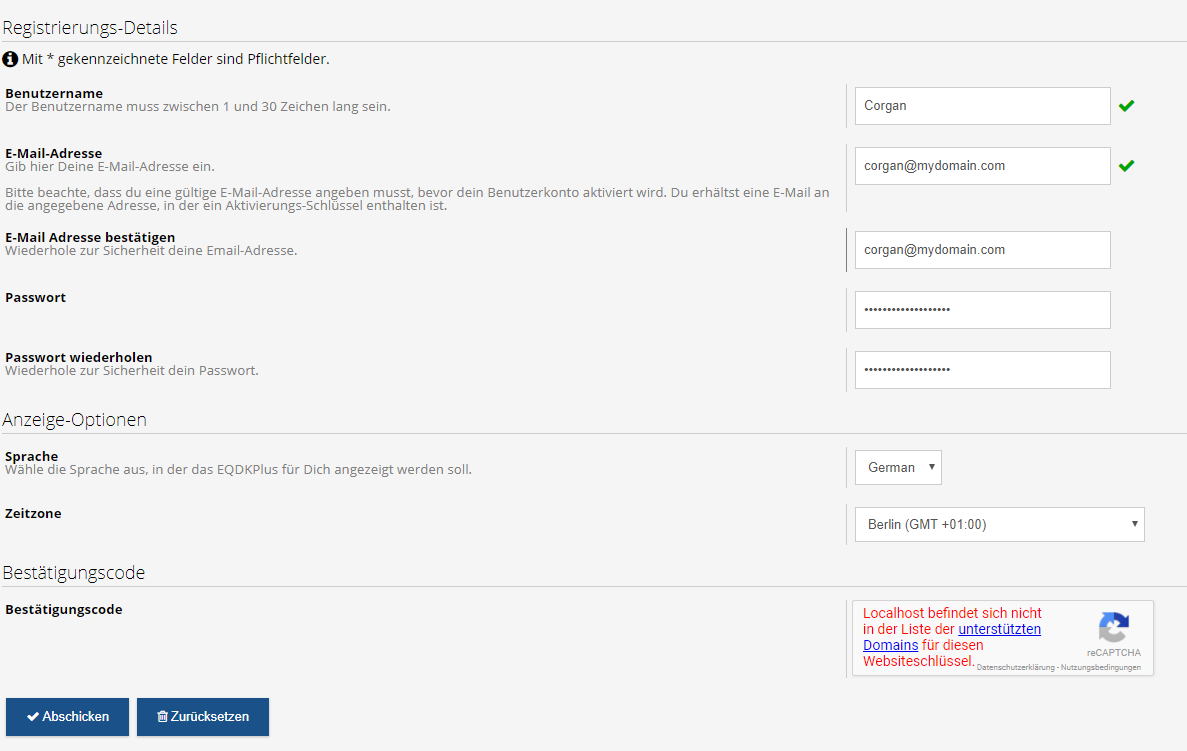 Registrierungs-Details
Mit * gekennzeichnete Felder sind Pflichtfelder.
Benutzername
Der Benutzername muss zwischen 1 und 30 Zeichen lang sein.
Corgan
E-Mail-Adresse
Gib hier Deine E-Mail-Adresse ein.
Bitte beachte, dass du eine gültige E-Mail-Adresse angeben musst, bevor dein Benutzerkonto aktiviert wird. Du erhältst eine E-Mail an
die angegebene Adresse, in der ein Aktivierungs-Schlüssel enthalten ist.
corgan@mydomain.com
E-Mail Adresse bestätigen
Wiederhole zur Sicherheit deine Email-Adresse.
corgan@mydomain.com
Passwort
•••••••••••••••••••
Passwort wiederholen
Wiederhole zur Sicherheit dein Passwort.
•••••••••••••••••••
Anzeige-Optionen
Sprache
Wähle die Sprache aus, in der das EQDKPlus für Dich angezeigt werden soll.
German
Zeitzone
Berlin (GMT +01:00)
Bestätigungscode
Bestätigungscode
Localhost befindet sich nicht
in der Liste der unterstützten
Domains für diesen
Websiteschlüssel.
reCAPTCHA
Datenschutzerklärung - Nutzungsbedingungen
Abschicken
Zurücksetzen